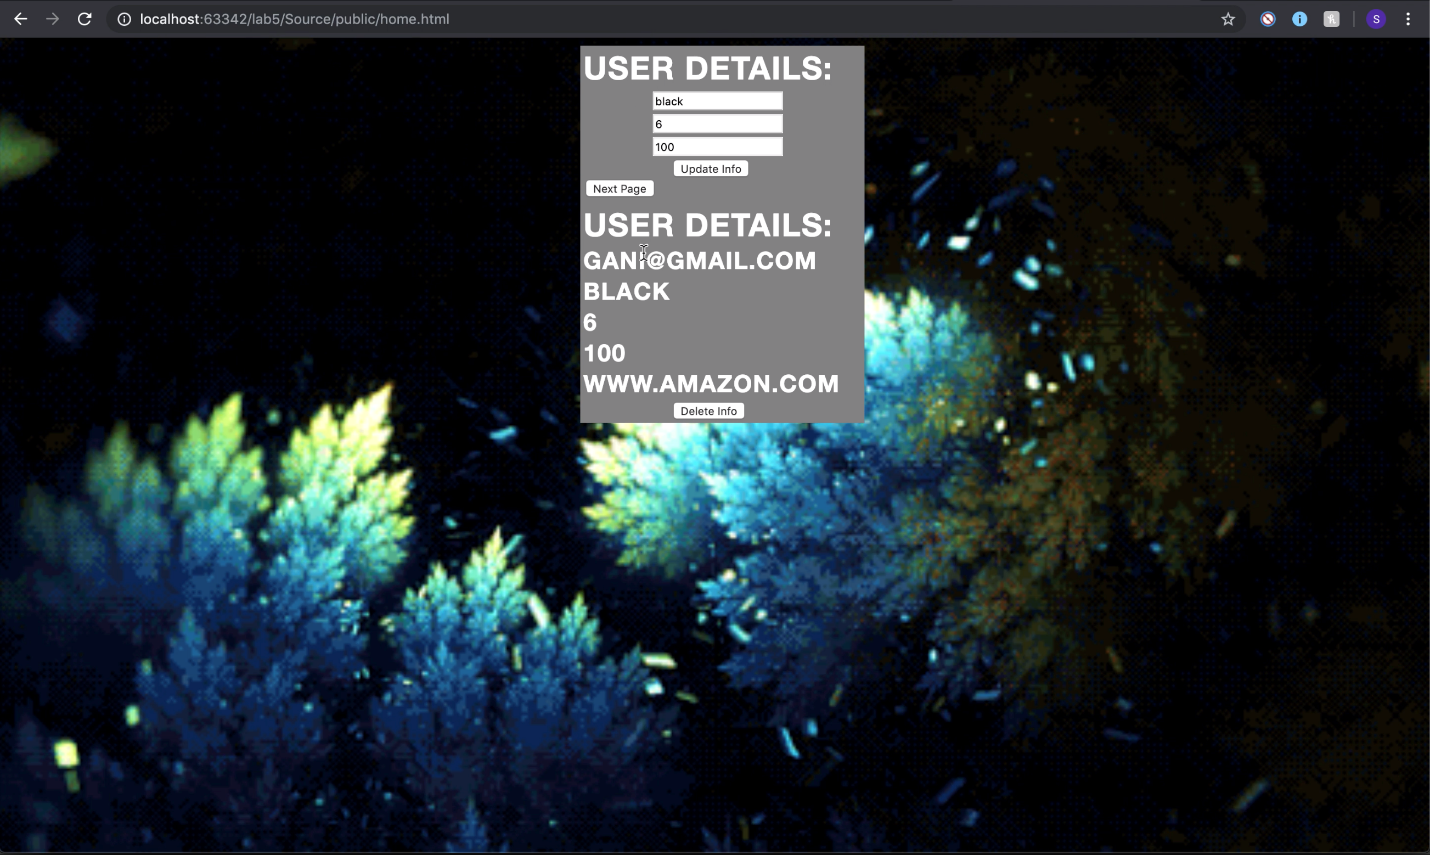 localhost:63342/lab5/Source/public/home.html
S
USER DETAILS:
black
6
100
Update Info
Next Page
USER DETAILS:
GANI@GMAIL.COM
BLACK
6
100
WWW.AMAZON.COM
Delete Info